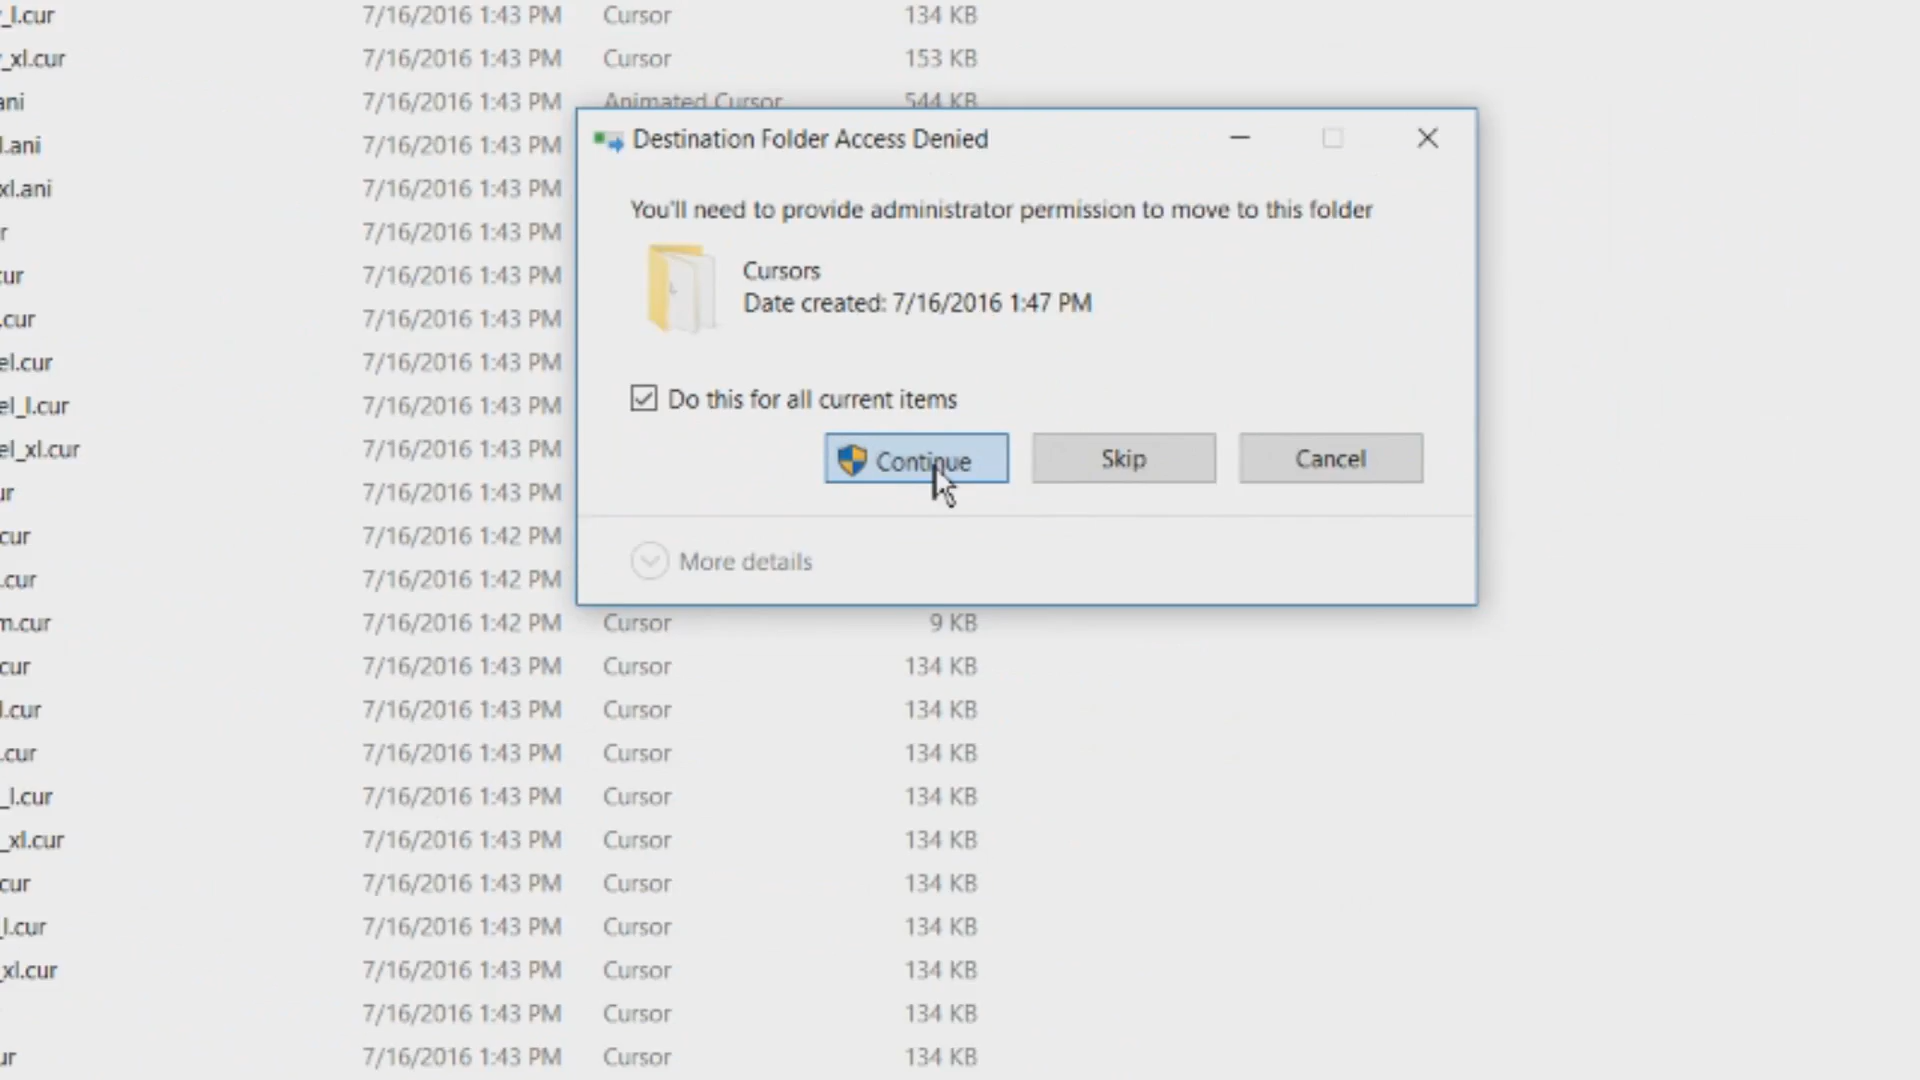 _l.cur 7/16/2016 1:43 PM Cursor 134 KB
_xl.cur 7/16/2016 1:43 PM Cursor 153 KB
ani 7/16/2016 1:43 PM Animated Cursor 544 KB
l.ani 7/16/2016 1:43 PM
xl.ani 7/16/2016 1:43 PM
r 7/16/2016 1:43 PM
cur 7/16/2016 1:43 PM
.cur 7/16/2016 1:43 PM
el.cur 7/16/2016 1:43 PM
el_l.cur 7/16/2016 1:43 PM
el_xl.cur 7/16/2016 1:43 PM
ur 7/16/2016 1:43 PM
cur 7/16/2016 1:42 PM
.cur 7/16/2016 1:42 PM
Destination Folder Access Denied
You'll need to provide administrator permission to move to this folder
Cursors
Date created: 7/16/2016 1:47 PM
Do this for all current items
Continue Skip Cancel
More details
m.cur 7/16/2016 1:42 PM Cursor 9 KB
cur 7/16/2016 1:43 PM Cursor 134 KB
l.cur 7/16/2016 1:43 PM Cursor 134 KB
.cur 7/16/2016 1:43 PM Cursor 134 KB
_l.cur 7/16/2016 1:43 PM Cursor 134 KB
_xl.cur 7/16/2016 1:43 PM Cursor 134 KB
cur 7/16/2016 1:43 PM Cursor 134 KB
_l.cur 7/16/2016 1:43 PM Cursor 134 KB
xl.cur 7/16/2016 1:43 PM Cursor 134 KB
7/16/2016 1:43 PM Cursor 134 KB
ur 7/16/2016 1:43 PM Cursor 134 KB